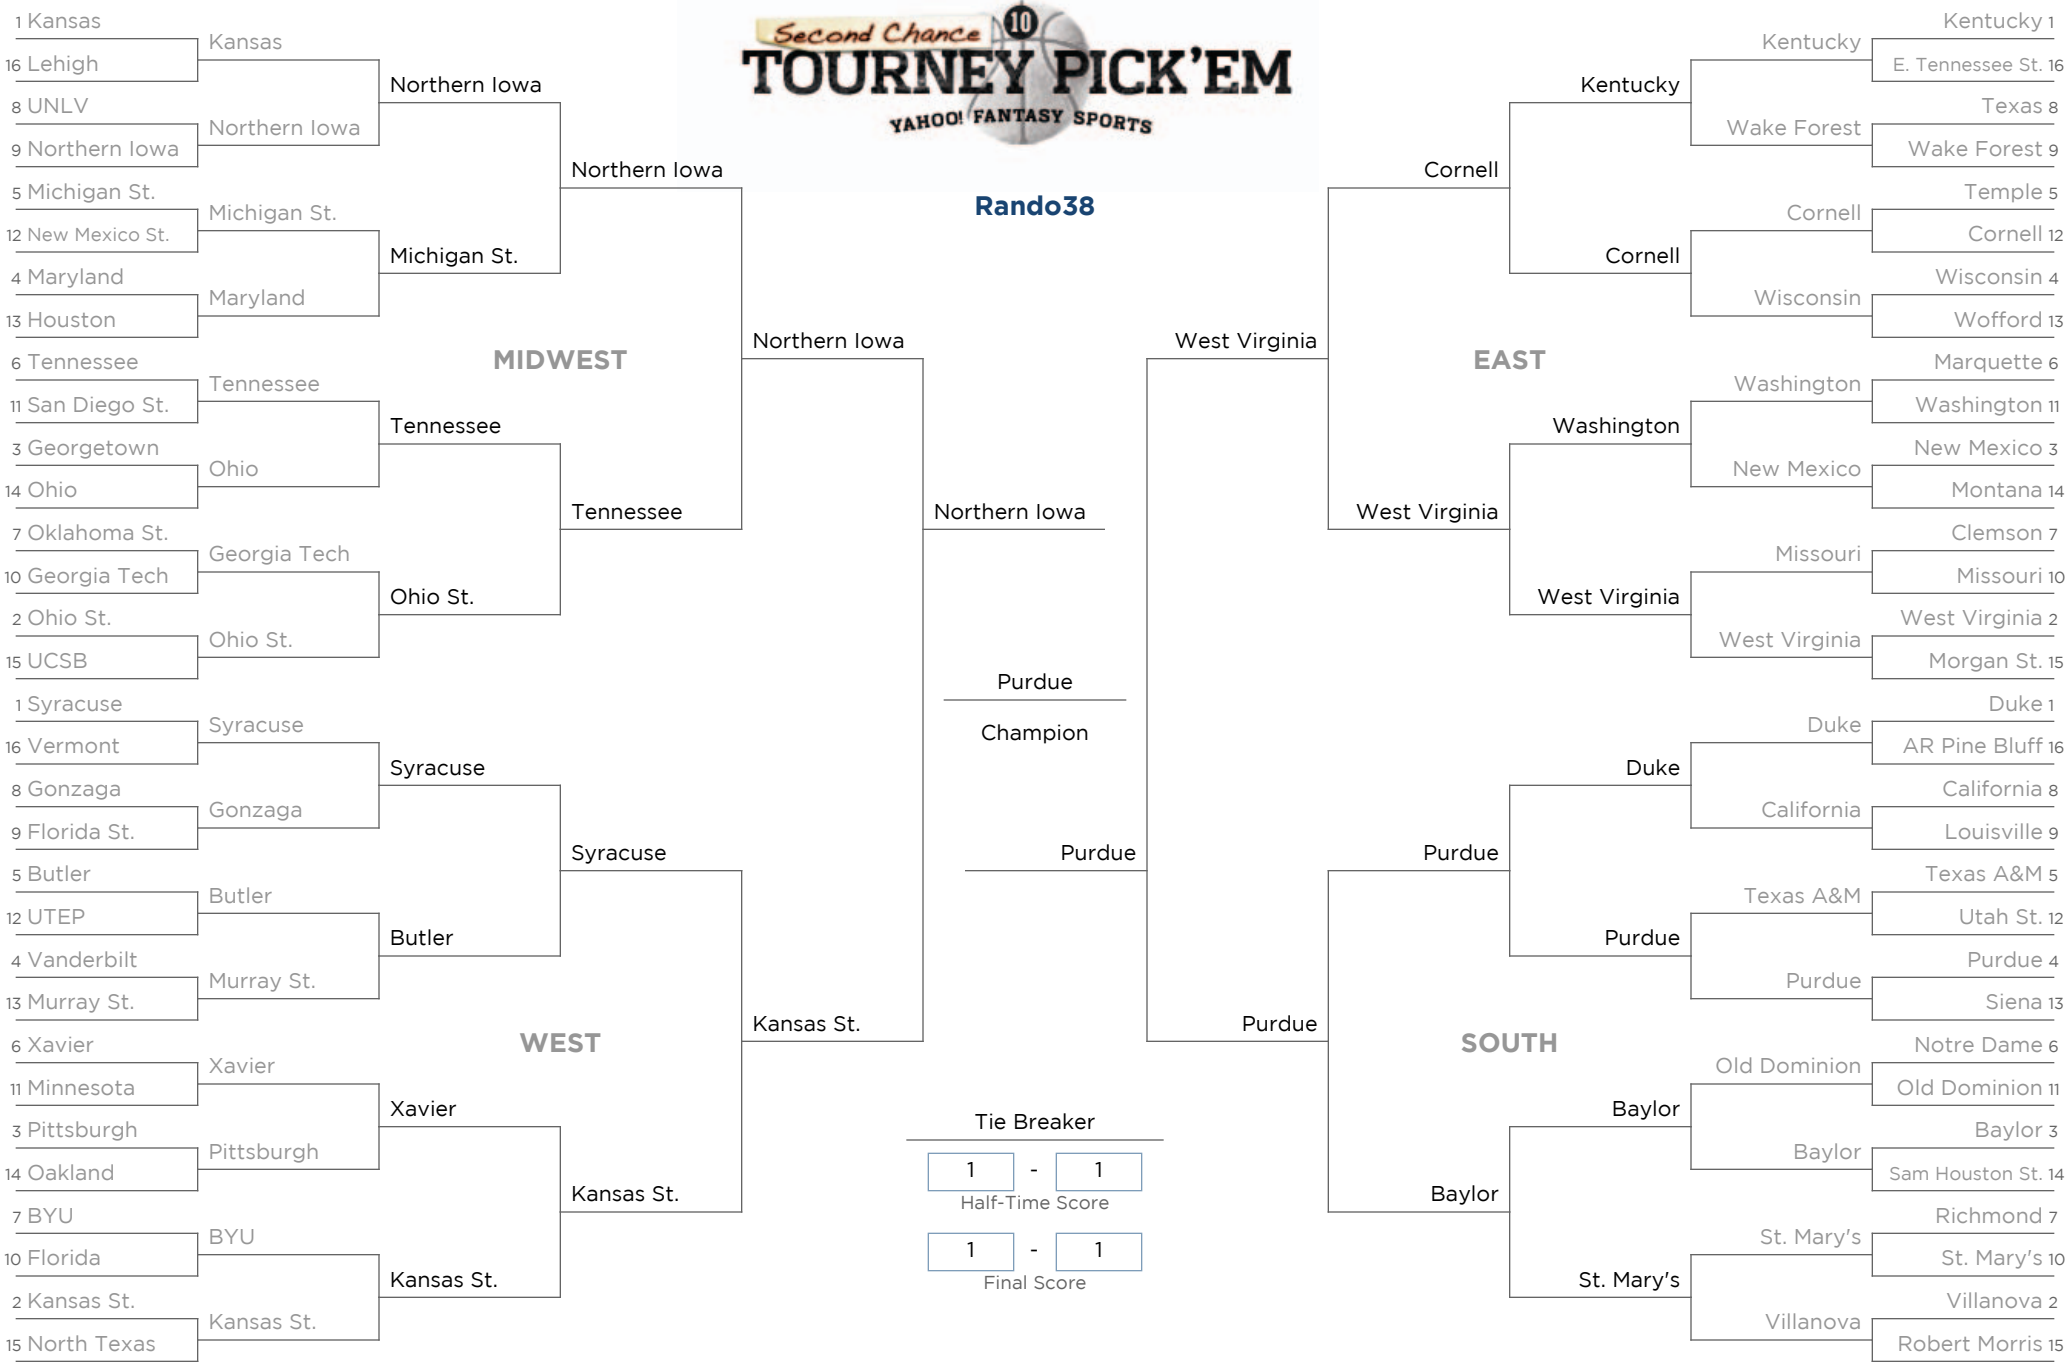 Second Chance 10
TOURNEY PICK'EM
YAHOO! FANTASY SPORTS
Rando38
1 Kansas
16 Lehigh
8 UNLV
9 Northern Iowa
5 Michigan St.
12 New Mexico St.
4 Maryland
13 Houston
6 Tennessee
11 San Diego St.
3 Georgetown
14 Ohio
7 Oklahoma St.
10 Georgia Tech
2 Ohio St.
15 UCSB
Kansas
Northern Iowa
Michigan St.
Maryland
Tennessee
Ohio
Georgia Tech
Ohio St.
Northern Iowa
Michigan St.
Tennessee
Ohio St.
Northern Iowa
Tennessee
MIDWEST
Northern Iowa
1 Syracuse
16 Vermont
8 Gonzaga
9 Florida St.
5 Butler
12 UTEP
4 Vanderbilt
13 Murray St.
6 Xavier
11 Minnesota
3 Pittsburgh
14 Oakland
7 BYU
10 Florida
2 Kansas St.
15 North Texas
Syracuse
Gonzaga
Butler
Murray St.
Xavier
Pittsburgh
BYU
Kansas St.
Syracuse
Butler
Xavier
Kansas St.
Syracuse
Kansas St.
WEST
Kansas St.
Northern Iowa
Purdue
Champion
Purdue
Tie Breaker
1 - 1
Half-Time Score
1 - 1
Final Score
West Virginia
EAST
Cornell
West Virginia
Kentucky
Cornell
Washington
West Virginia
Kentucky
Wake Forest
Cornell
Wisconsin
Washington
New Mexico
Missouri
West Virginia
Kentucky 1
E. Tennessee St. 16
Texas 8
Wake Forest 9
Temple 5
Cornell 12
Wisconsin 4
Wofford 13
Marquette 6
Washington 11
New Mexico 3
Montana 14
Clemson 7
Missouri 10
West Virginia 2
Morgan St. 15
Purdue
SOUTH
Purdue
Baylor
Duke
Purdue
Baylor
St. Mary's
Duke
California
Texas A&M
Purdue
Old Dominion
Baylor
St. Mary's
Villanova
Duke 1
AR Pine Bluff 16
California 8
Louisville 9
Texas A&M 5
Utah St. 12
Purdue 4
Siena 13
Notre Dame 6
Old Dominion 11
Baylor 3
Sam Houston St. 14
Richmond 7
St. Mary's 10
Villanova 2
Robert Morris 15